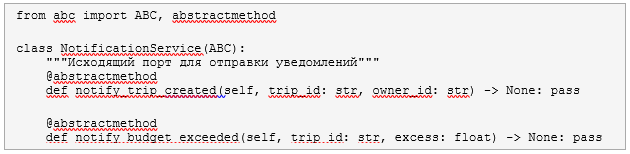 from abc import ABC, abstractmethod
class NotificationService(ABC):
"""Исходящий порт для отправки уведомлений"""
@abstractmethod
def notify_trip_created(self, trip_id: str, owner_id: str) -> None: pass
@abstractmethod
def notify_budget_exceeded(self, trip_id: str, excess: float) -> None: pass